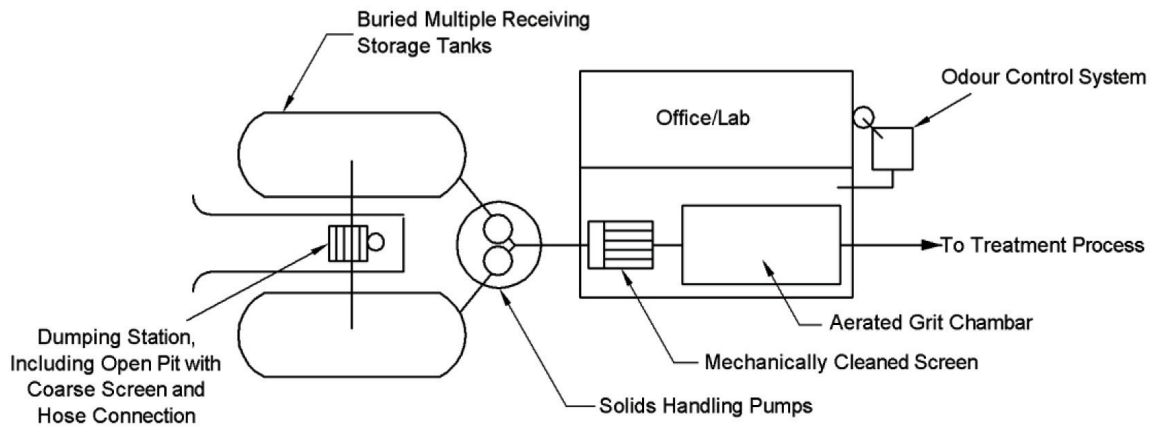 Buried Multiple Receiving
Storage Tanks
Odour Control System
Office/Lab
To Treatment Process
Aerated Grit Chambar
Mechanically Cleaned Screen
Solids Handling Pumps
Dumping Station,
Including Open Pit with
Coarse Screen and
Hose Connection